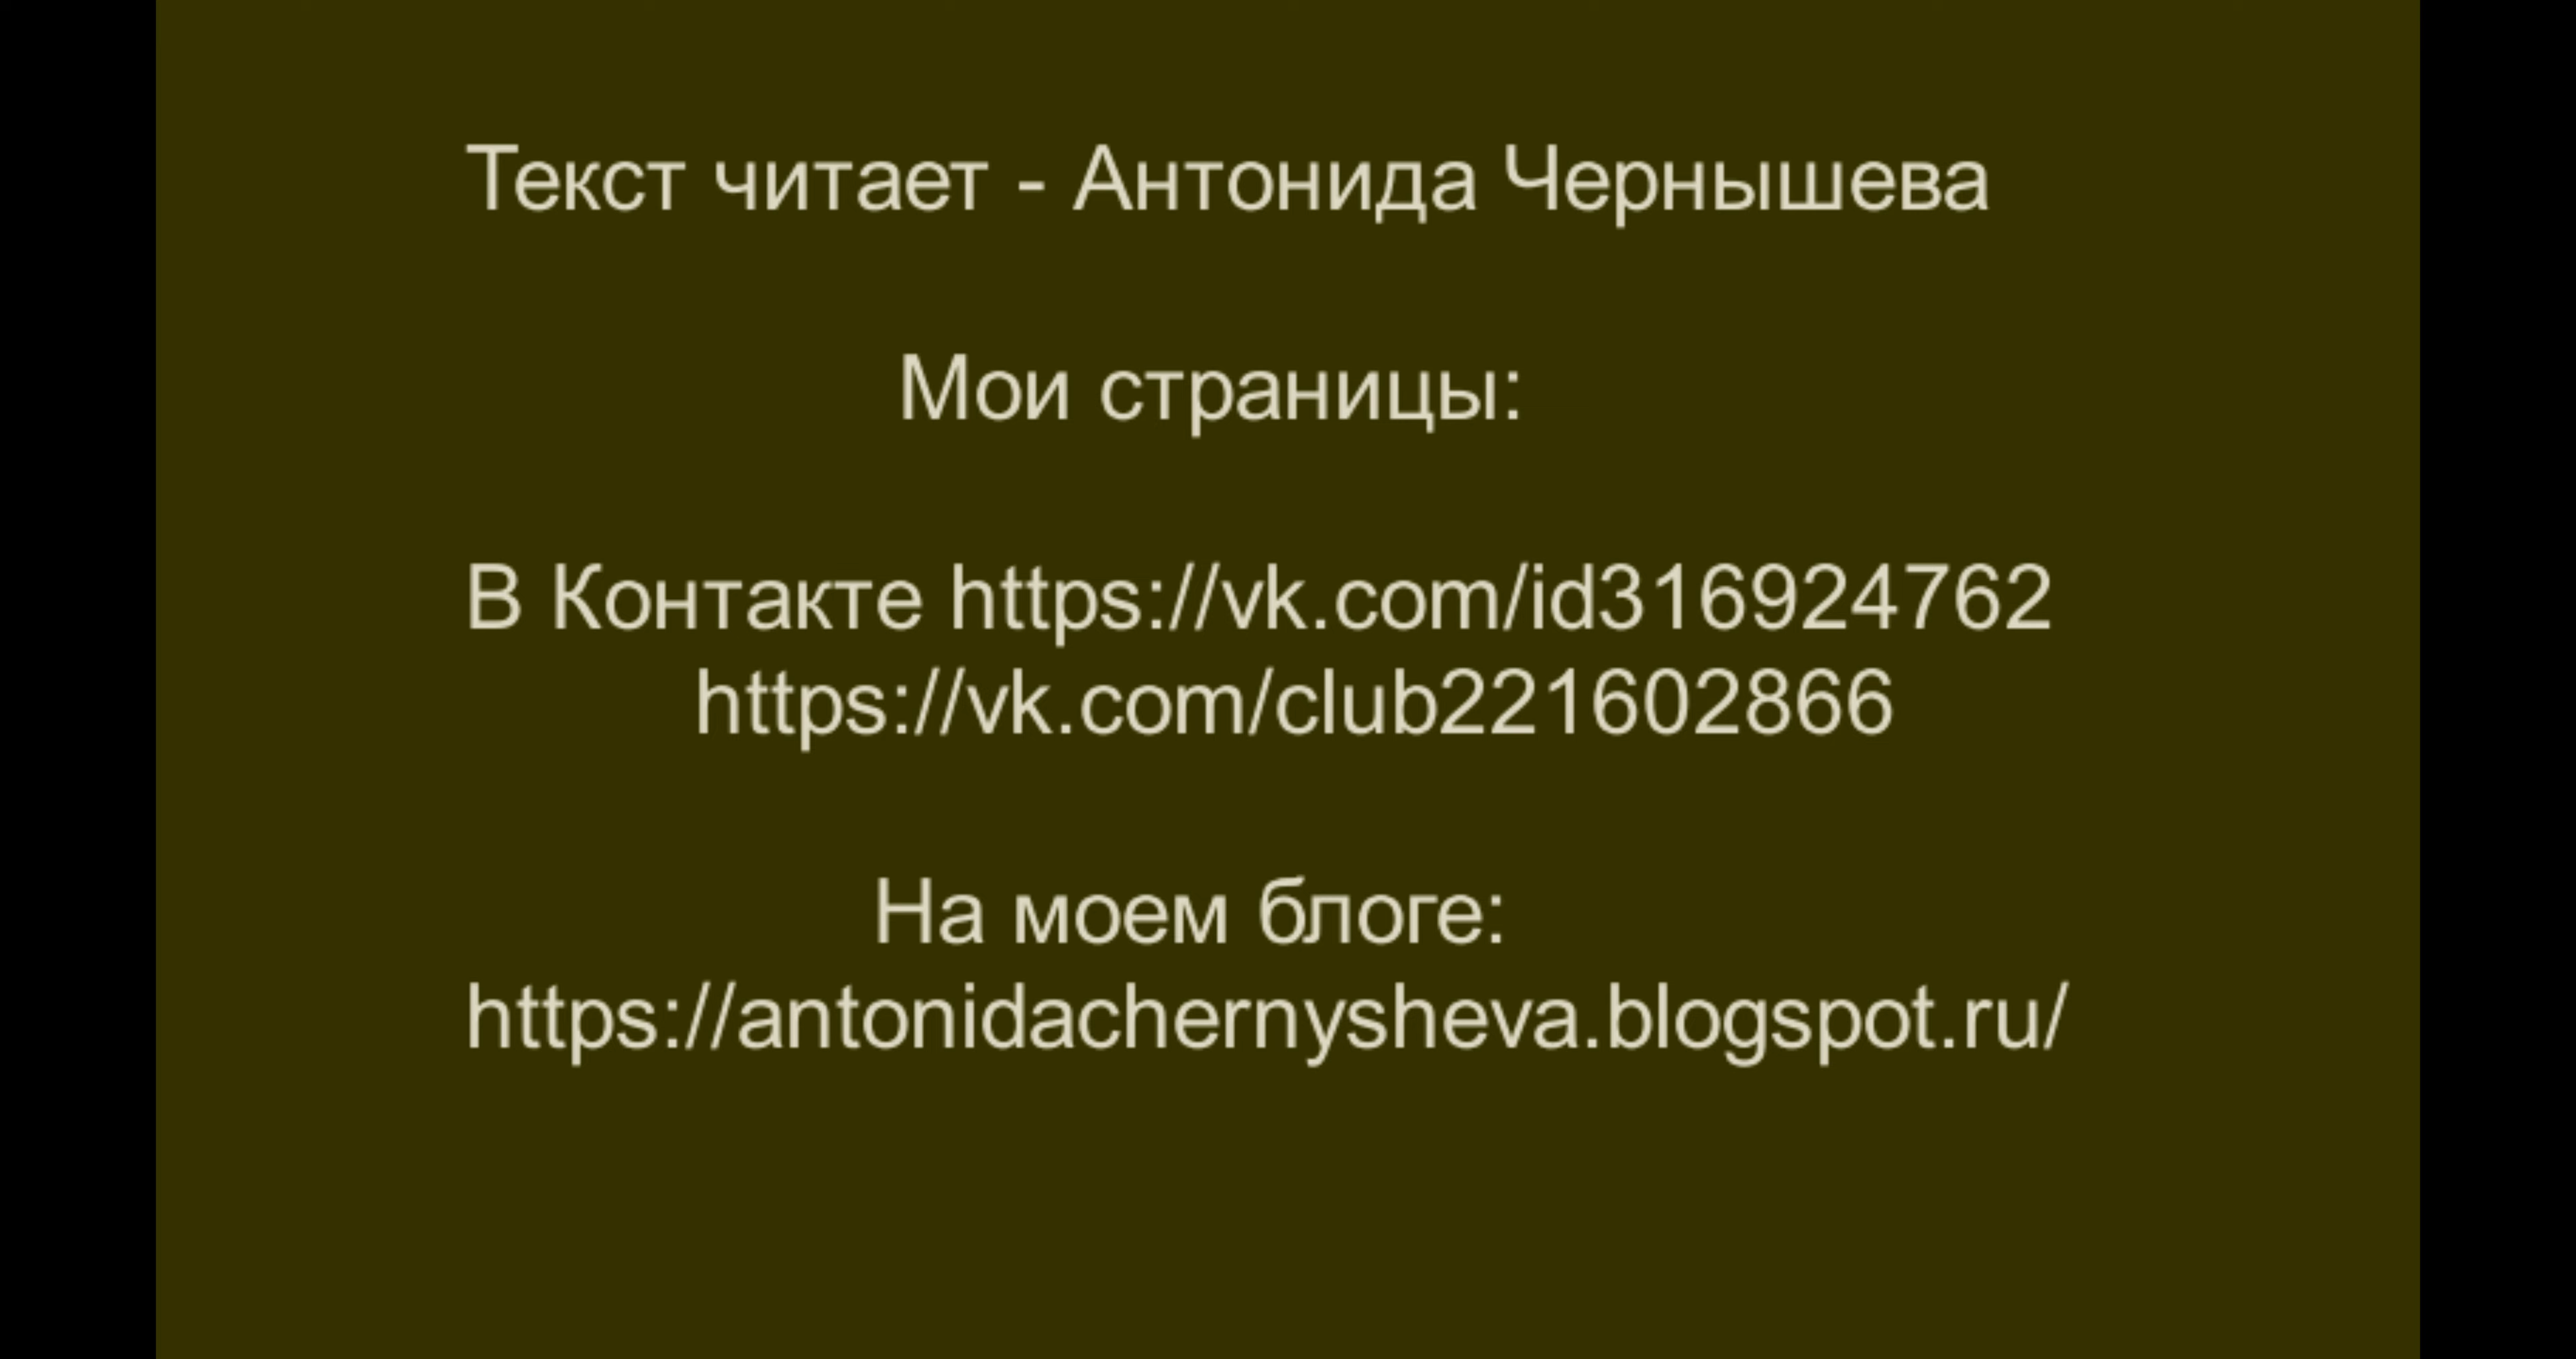 Текст читает - Антонида Чернышева
Мои страницы:
В Контакте https://vk.com/id316924762
https://vk.com/club221602866
На моем блоге:
https://antonidachernysheva.blogspot.ru/